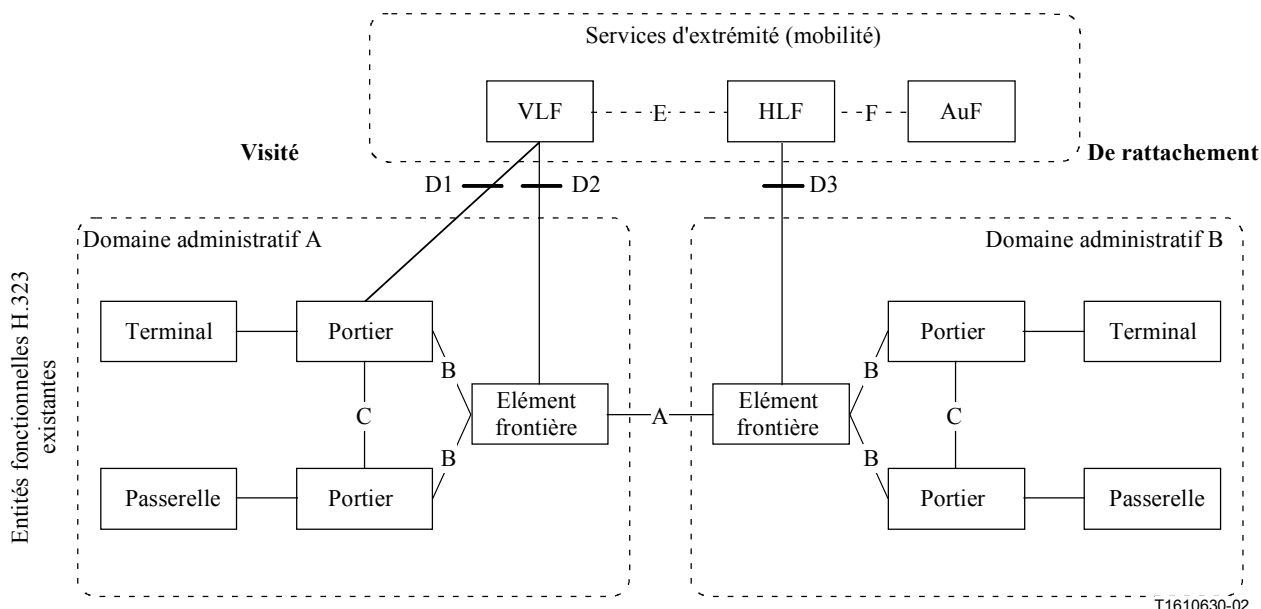 Services d'extrémité (mobilité)
VLF
E
HLF
F
AuF
Visité
De rattachement
D1
D2
D3
Domaine administratif A
Domaine administratif B
Entités fonctionnelles H.323
existantes
Terminal
Portier
Portier
Terminal
B
B
C
Elément
frontière
A
Elément
frontière
C
B
B
Passerelle
Portier
Portier
Passerelle
T1610630-02